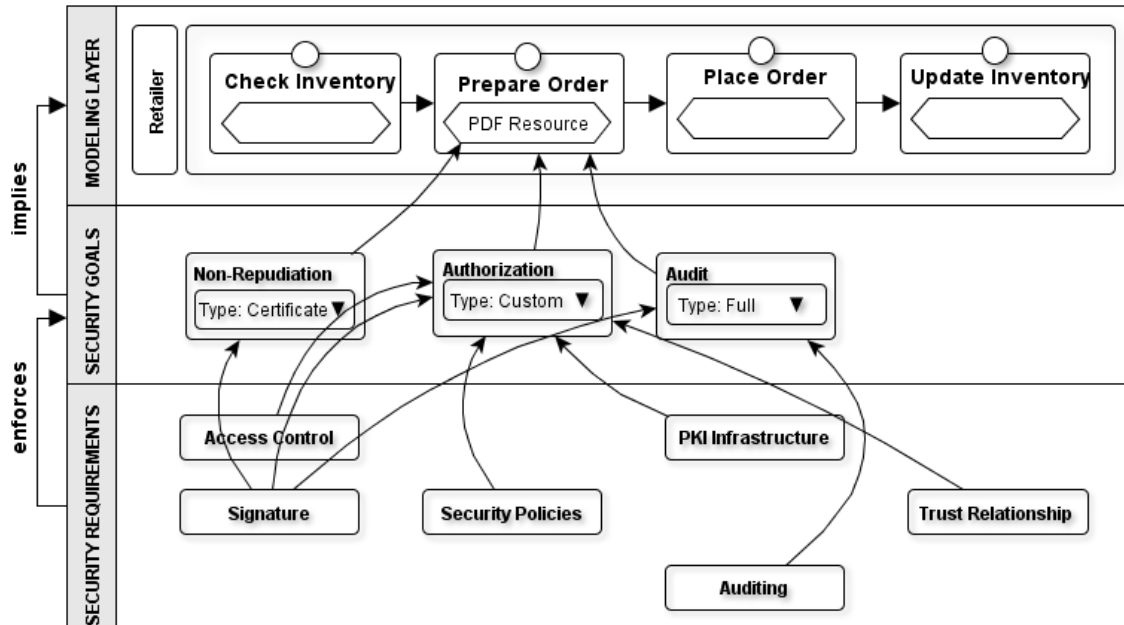 implies
enforces
MODELING LAYER
Retailer
Check Inventory
Prepare Order
PDF Resource
Place Order
Update Inventory
SECURITY GOALS
Non-Repudiation
Type: Certificate ▼
Authorization
Type: Custom ▼
Audit
Type: Full ▼
SECURITY REQUIREMENTS
Access Control
PKI Infrastructure
Signature
Security Policies
Trust Relationship
Auditing